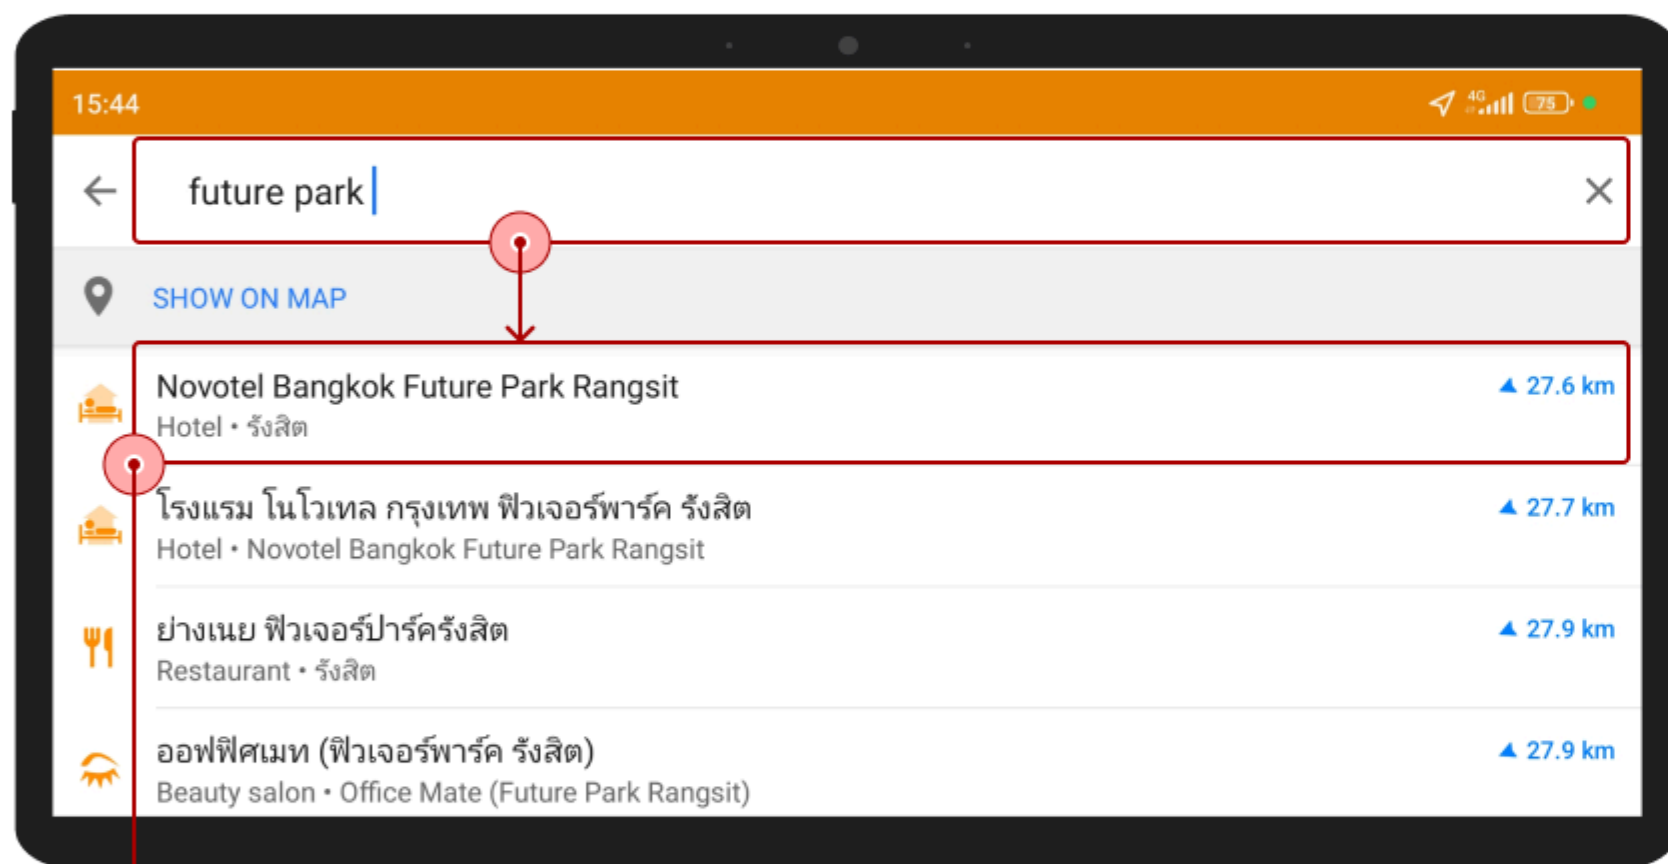 15:44
4G
75
future park
SHOW ON MAP
Novotel Bangkok Future Park Rangsit
27.6 km
Hotel • รังสิต
โรงแรม โนโวเทล กรุงเทพ ฟิวเจอร์พาร์ค รังสิต
27.7 km
Hotel • Novotel Bangkok Future Park Rangsit
ย่างเนย ฟิวเจอร์ปาร์ครังสิต
27.9 km
Restaurant • รังสิต
ออฟฟิศเมท (ฟิวเจอร์พาร์ค รังสิต)
27.9 km
Beauty salon • Office Mate (Future Park Rangsit)